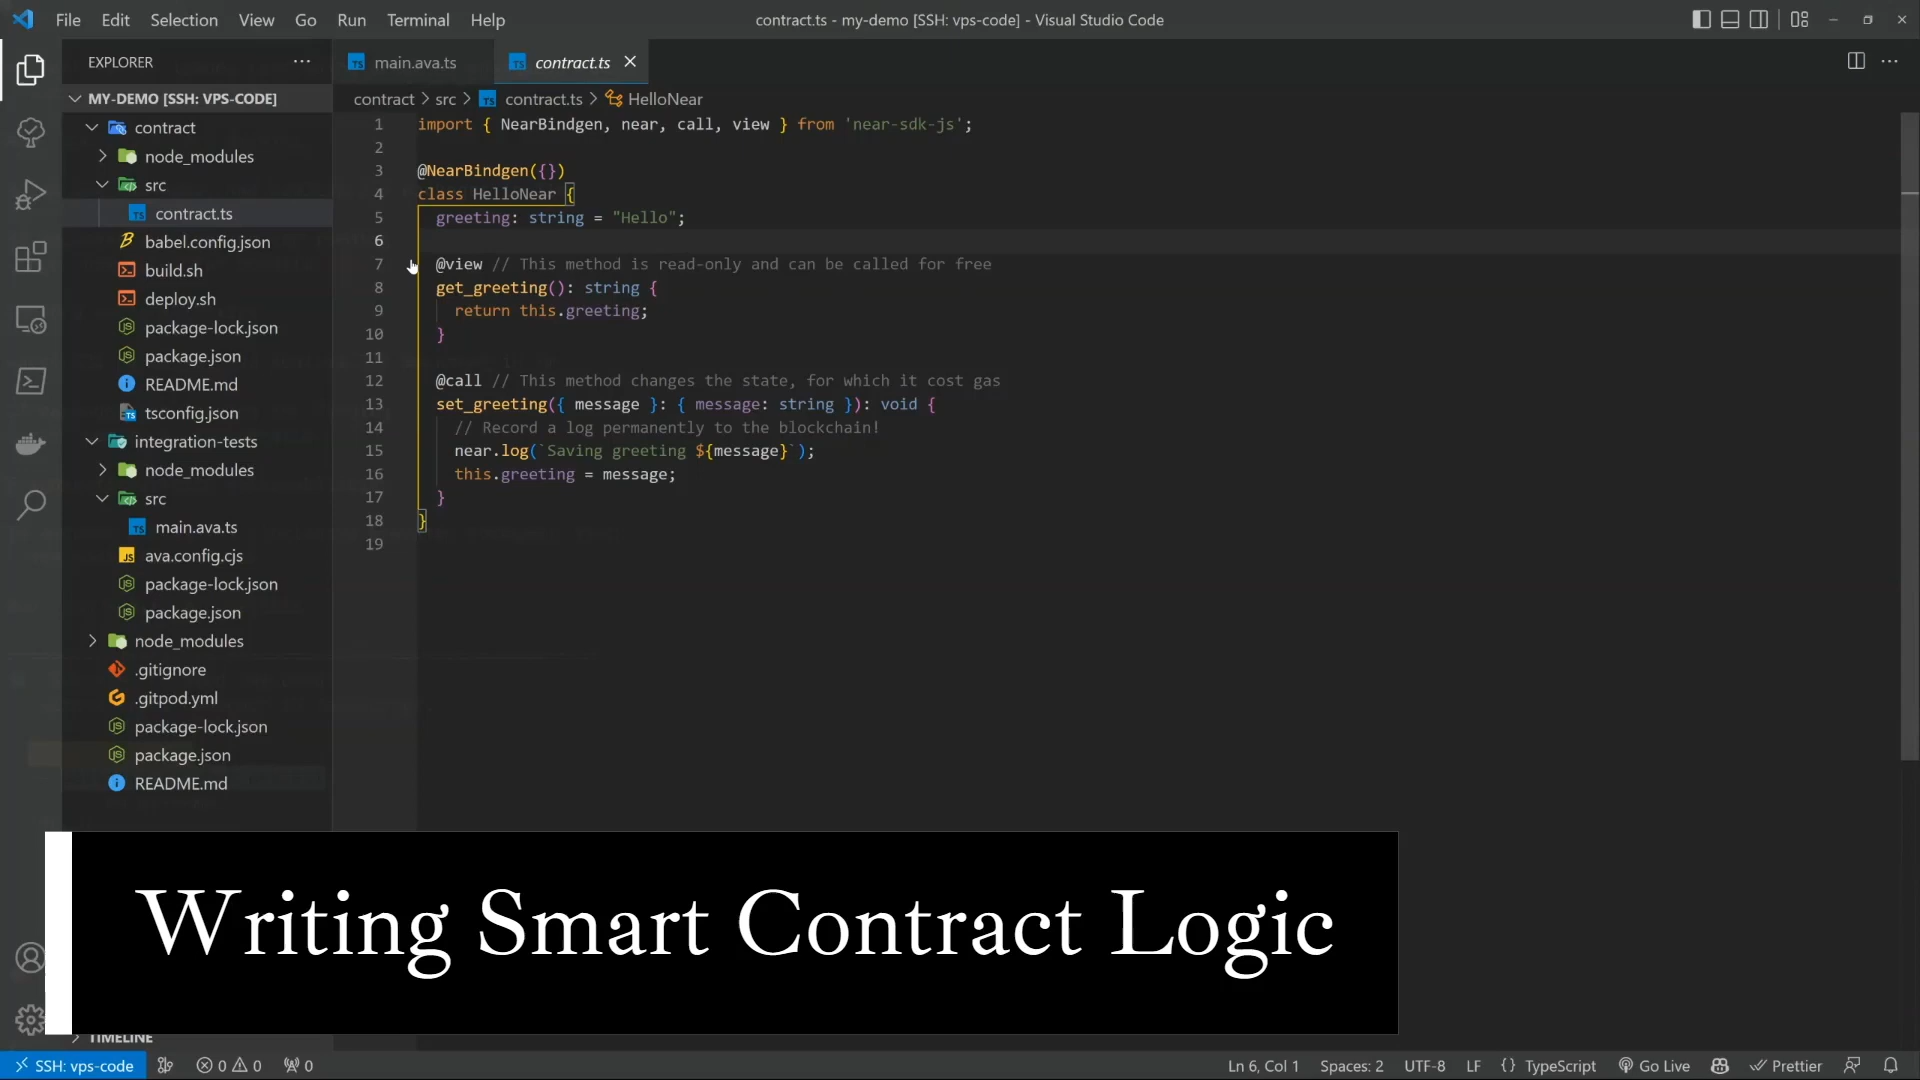 File Edit Selection View Go Run Terminal Help
contract.ts - my-demo [SSH: vps-code] - Visual Studio Code
EXPLORER
MY-DEMO [SSH: VPS-CODE]
contract
node_modules
src
contract.ts
babel.config.json
build.sh
deploy.sh
package-lock.json
package.json
README.md
tsconfig.json
integration-tests
node_modules
src
main.ava.ts
ava.config.cjs
package-lock.json
package.json
node_modules
.gitignore
.gitpod.yml
package-lock.json
package.json
README.md
TIMELINE
main.ava.ts contract.ts
contract > src > contract.ts > HelloNear
1 import { NearBindgen, near, call, view } from 'near-sdk-js';
2
3 @NearBindgen({})
4 class HelloNear {
5 greeting: string = "Hello";
6
7 @view // This method is read-only and can be called for free
8 get_greeting(): string {
9 return this.greeting;
10 }
11
12 @call // This method changes the state, for which it cost gas
13 set_greeting({ message }: { message: string }): void {
14 // Record a log permanently to the blockchain!
15 near.log(`Saving greeting ${message}`);
16 this.greeting = message;
17 }
18 }
19
Writing Smart Contract Logic
SSH: vps-code 0 0 0 Ln 6, Col 1 Spaces: 2 UTF-8 LF {} TypeScript Go Live Prettier